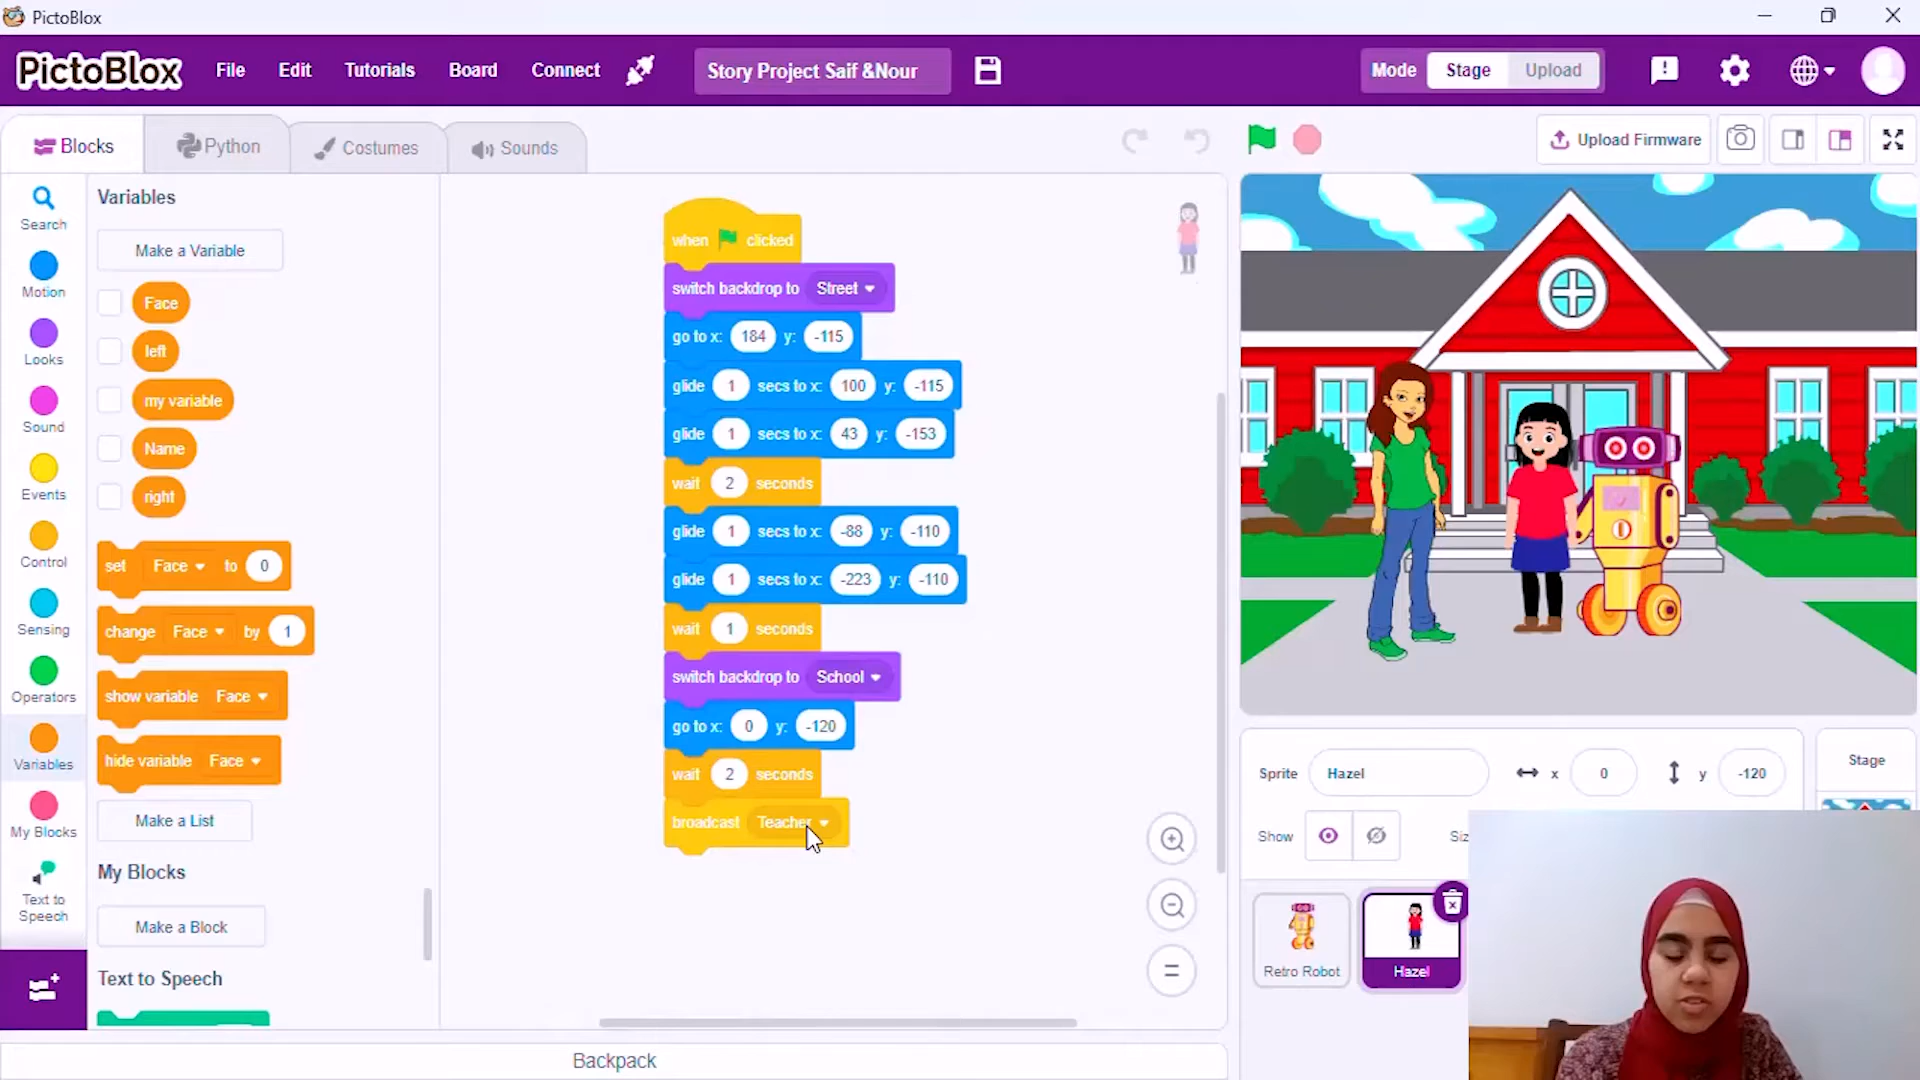 PictoBlox
PictoBlox
File
Edit
Tutorials
Board
Connect
Story Project Saif &Nour
Mode
Stage
Upload
Blocks
Python
Costumes
Sounds
Upload Firmware
Search
Motion
Looks
Sound
Events
Control
Sensing
Operators
Variables
My Blocks
Text to
Speech
Variables
Make a Variable
Face
left
my variable
Name
right
set Face to 0
change Face by 1
show variable Face
hide variable Face
Make a List
My Blocks
Make a Block
Text to Speech
when clicked
switch backdrop to Street
go to x: 184 y: -115
glide 1 secs to x: 100 y: -115
glide 1 secs to x: 43 y: -153
wait 2 seconds
glide 1 secs to x: -88 y: -110
glide 1 secs to x: -223 y: -110
wait 1 seconds
switch backdrop to School
go to x: 0 y: -120
wait 2 seconds
broadcast Teacher
Backpack
Sprite Hazel x 0 y -120
Show
Siz
Stage
Retro Robot
Hazel